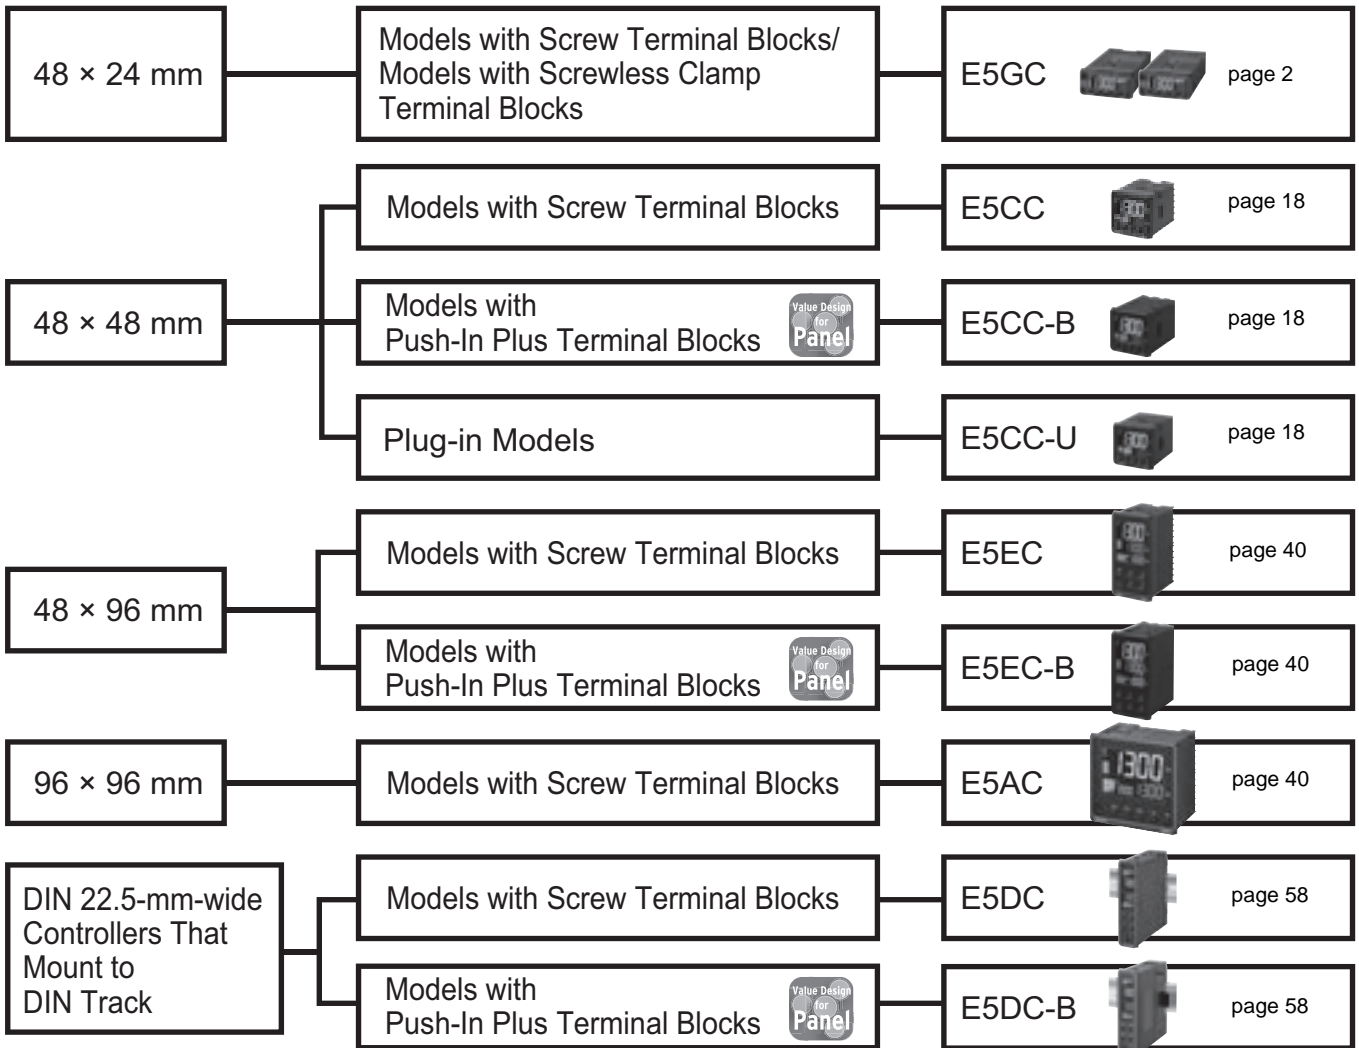 48 × 24 mm
Models with Screw Terminal Blocks/
Models with Screwless Clamp
Terminal Blocks
E5GC
page 2
48 × 48 mm
Models with Screw Terminal Blocks
E5CC
page 18
Models with
Push-In Plus Terminal Blocks
Value Design
for
Panel
E5CC-B
page 18
Plug-in Models
E5CC-U
page 18
48 × 96 mm
Models with Screw Terminal Blocks
E5EC
page 40
Models with
Push-In Plus Terminal Blocks
Value Design
for
Panel
E5EC-B
page 40
96 × 96 mm
Models with Screw Terminal Blocks
E5AC
1300
1300
page 40
DIN 22.5-mm-wide
Controllers That
Mount to
DIN Track
Models with Screw Terminal Blocks
E5DC
page 58
Models with
Push-In Plus Terminal Blocks
Value Design
for
Panel
E5DC-B
page 58